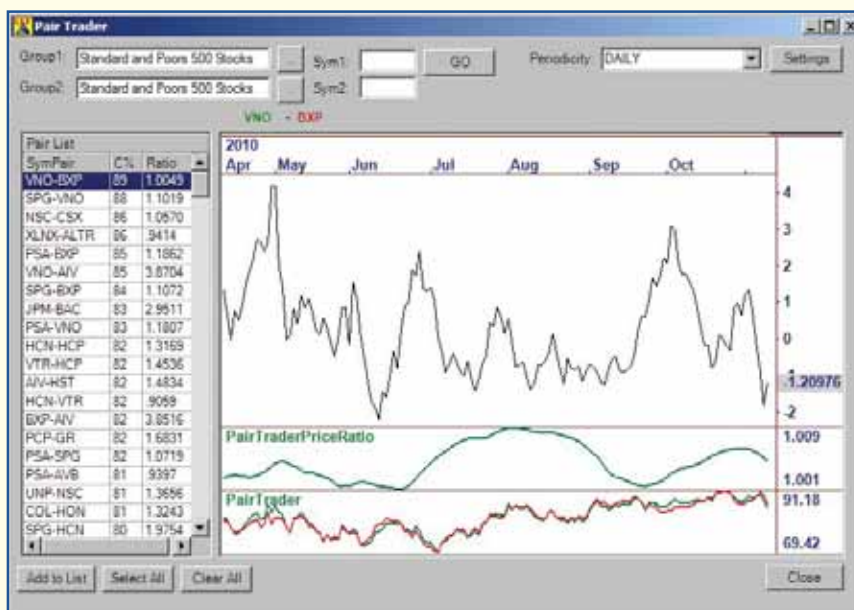 Pair Trader
Group1: Standard and Poors 500 Stocks ... Sym1: GO Periodicity: DAILY Settings
Group2: Standard and Poors 500 Stocks Sym2:
VNO - BXP
Pair List
SymPair C% Ratio
VNO-BXP 89 1.0049
SPG-VNO 88 1.1019
NSC-CSX 86 1.0670
XLNX-ALTR 86 .9414
PSA-BXP 85 1.1862
VNO-AIV 85 3.8704
SPG-BXP 84 1.1072
JPM-BAC 83 2.9511
PSA-VNO 83 1.1807
HCN-HCP 82 1.3169
VTR-HCP 82 1.4536
AIV-HST 82 1.4834
HCN-VTR 82 .9059
BXP-AIV 82 3.8516
PCP-GR 82 1.6831
PSA-SPG 82 1.0719
PSA-AVB 81 .9397
UNP-NSC 81 1.3656
COL-HON 81 1.3243
SPG-HCN 80 1.9754
2010
Apr May Jun Jul Aug Sep Oct
4
3
2
1
0
-1
-1.20976
-2
PairTraderPriceRatio
1.009
1.001
PairTrader
91.18
69.42
Add to List Select All Clear All Close